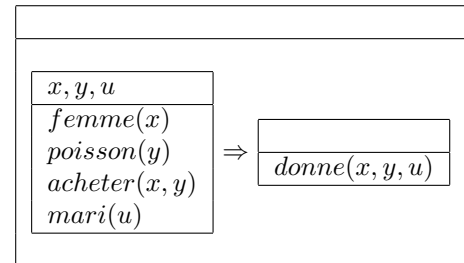 x, y, u
femme(x)
poisson(y)
acheter(x, y)
mari(u)
⇒
donne(x, y, u)